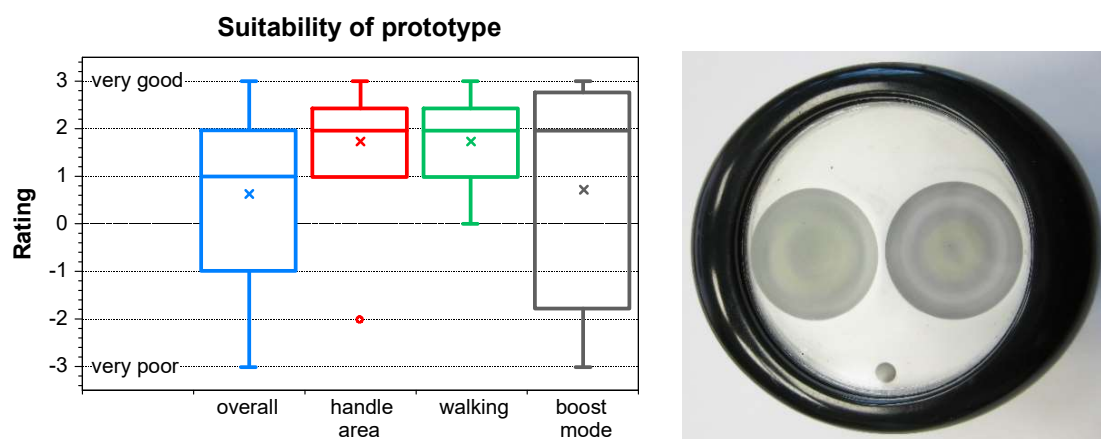 Suitability of prototype
Rating
3
very good
2
1
0
-1
-2
-3
very poor
overall
handle area
walking
boost mode